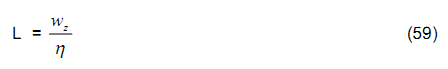 L = w_z / η (59)